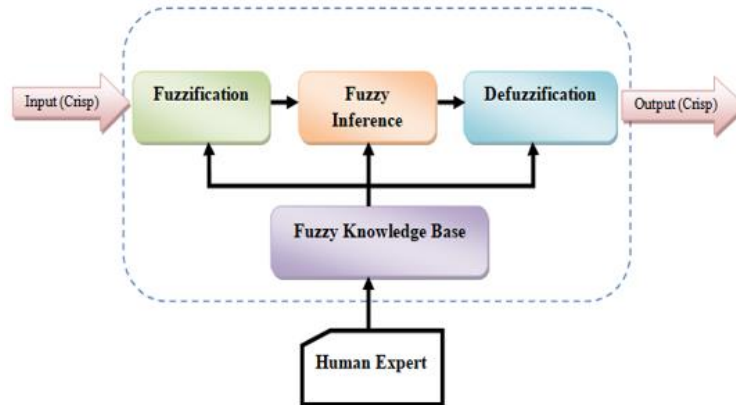 Input (Crisp)
Fuzzification
Fuzzy
Inference
Defuzzification
Output (Crisp)
Fuzzy Knowledge Base
Human Expert